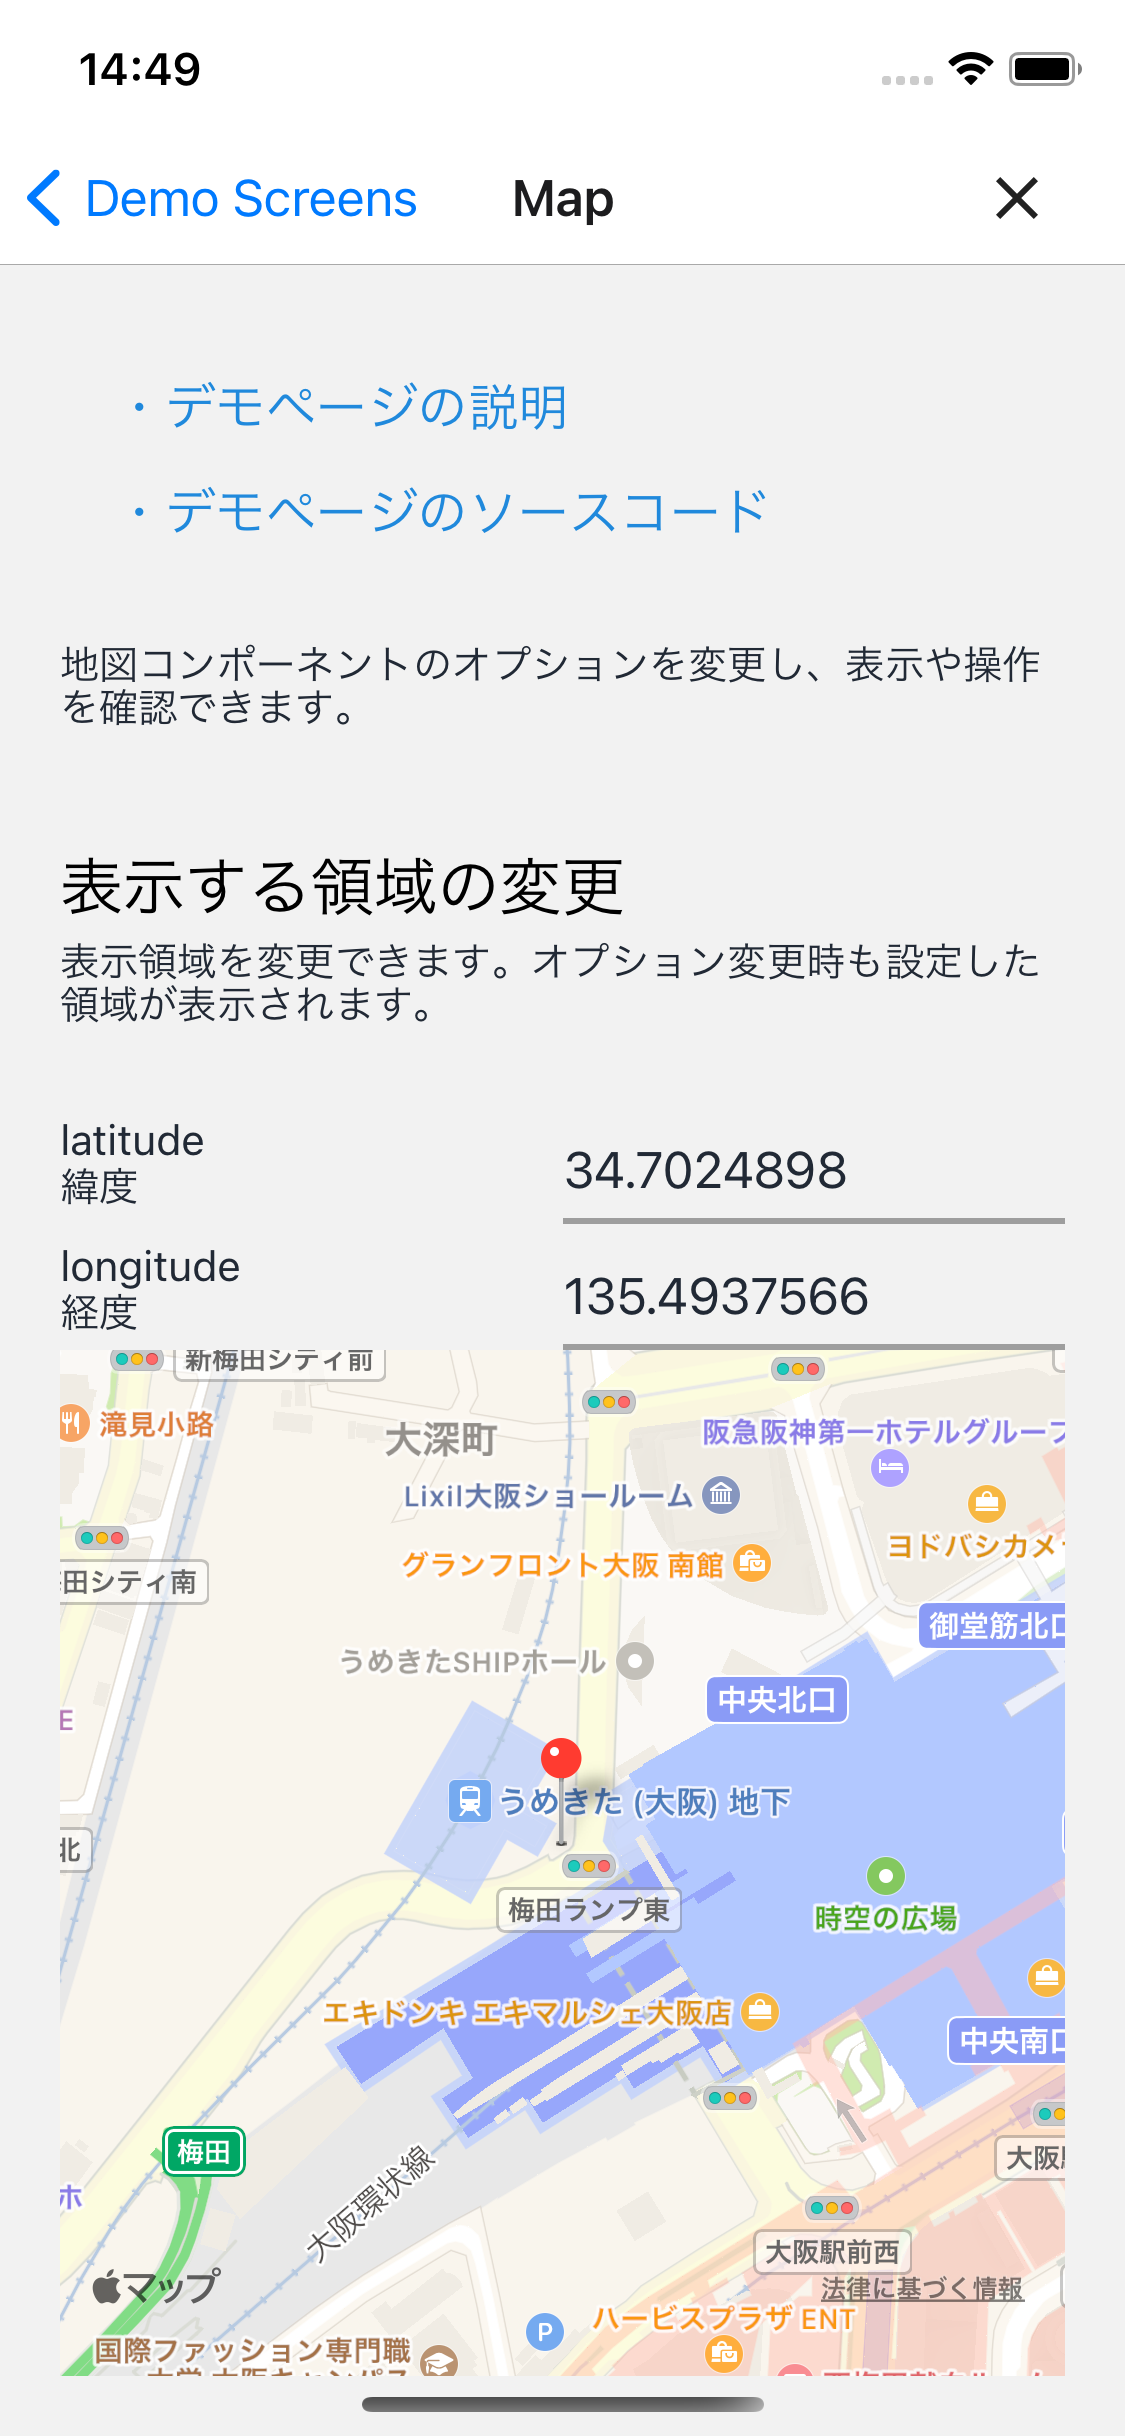 14:49
Demo Screens
Map
・デモページの説明
・デモページのソースコード
地図コンポーネントのオプションを変更し、表示や操作
を確認できます。
表示する領域の変更
表示領域を変更できます。オプション変更時も設定した
領域が表示されます。
latitude
緯度
34.7024898
longitude
経度
135.4937566
新梅田シティ前
滝見小路
大深町
阪急阪神第一ホテルグループ
Lixil大阪ショールーム
ヨドバシカメ
グランフロント大阪 南館
田シティ南
御堂筋北口
うめきたSHIPホール
中央北口
E
うめきた (大阪) 地下
北
梅田ランプ東
時空の広場
エキドンキ エキマルシェ大阪店
中央南口
梅田
大阪駅
ホ
大阪環状線
大阪駅前西
マップ
法律に基づく情報
P
ハービスプラザ ENT
国際ファッション専門職
大学 大阪キャンパス